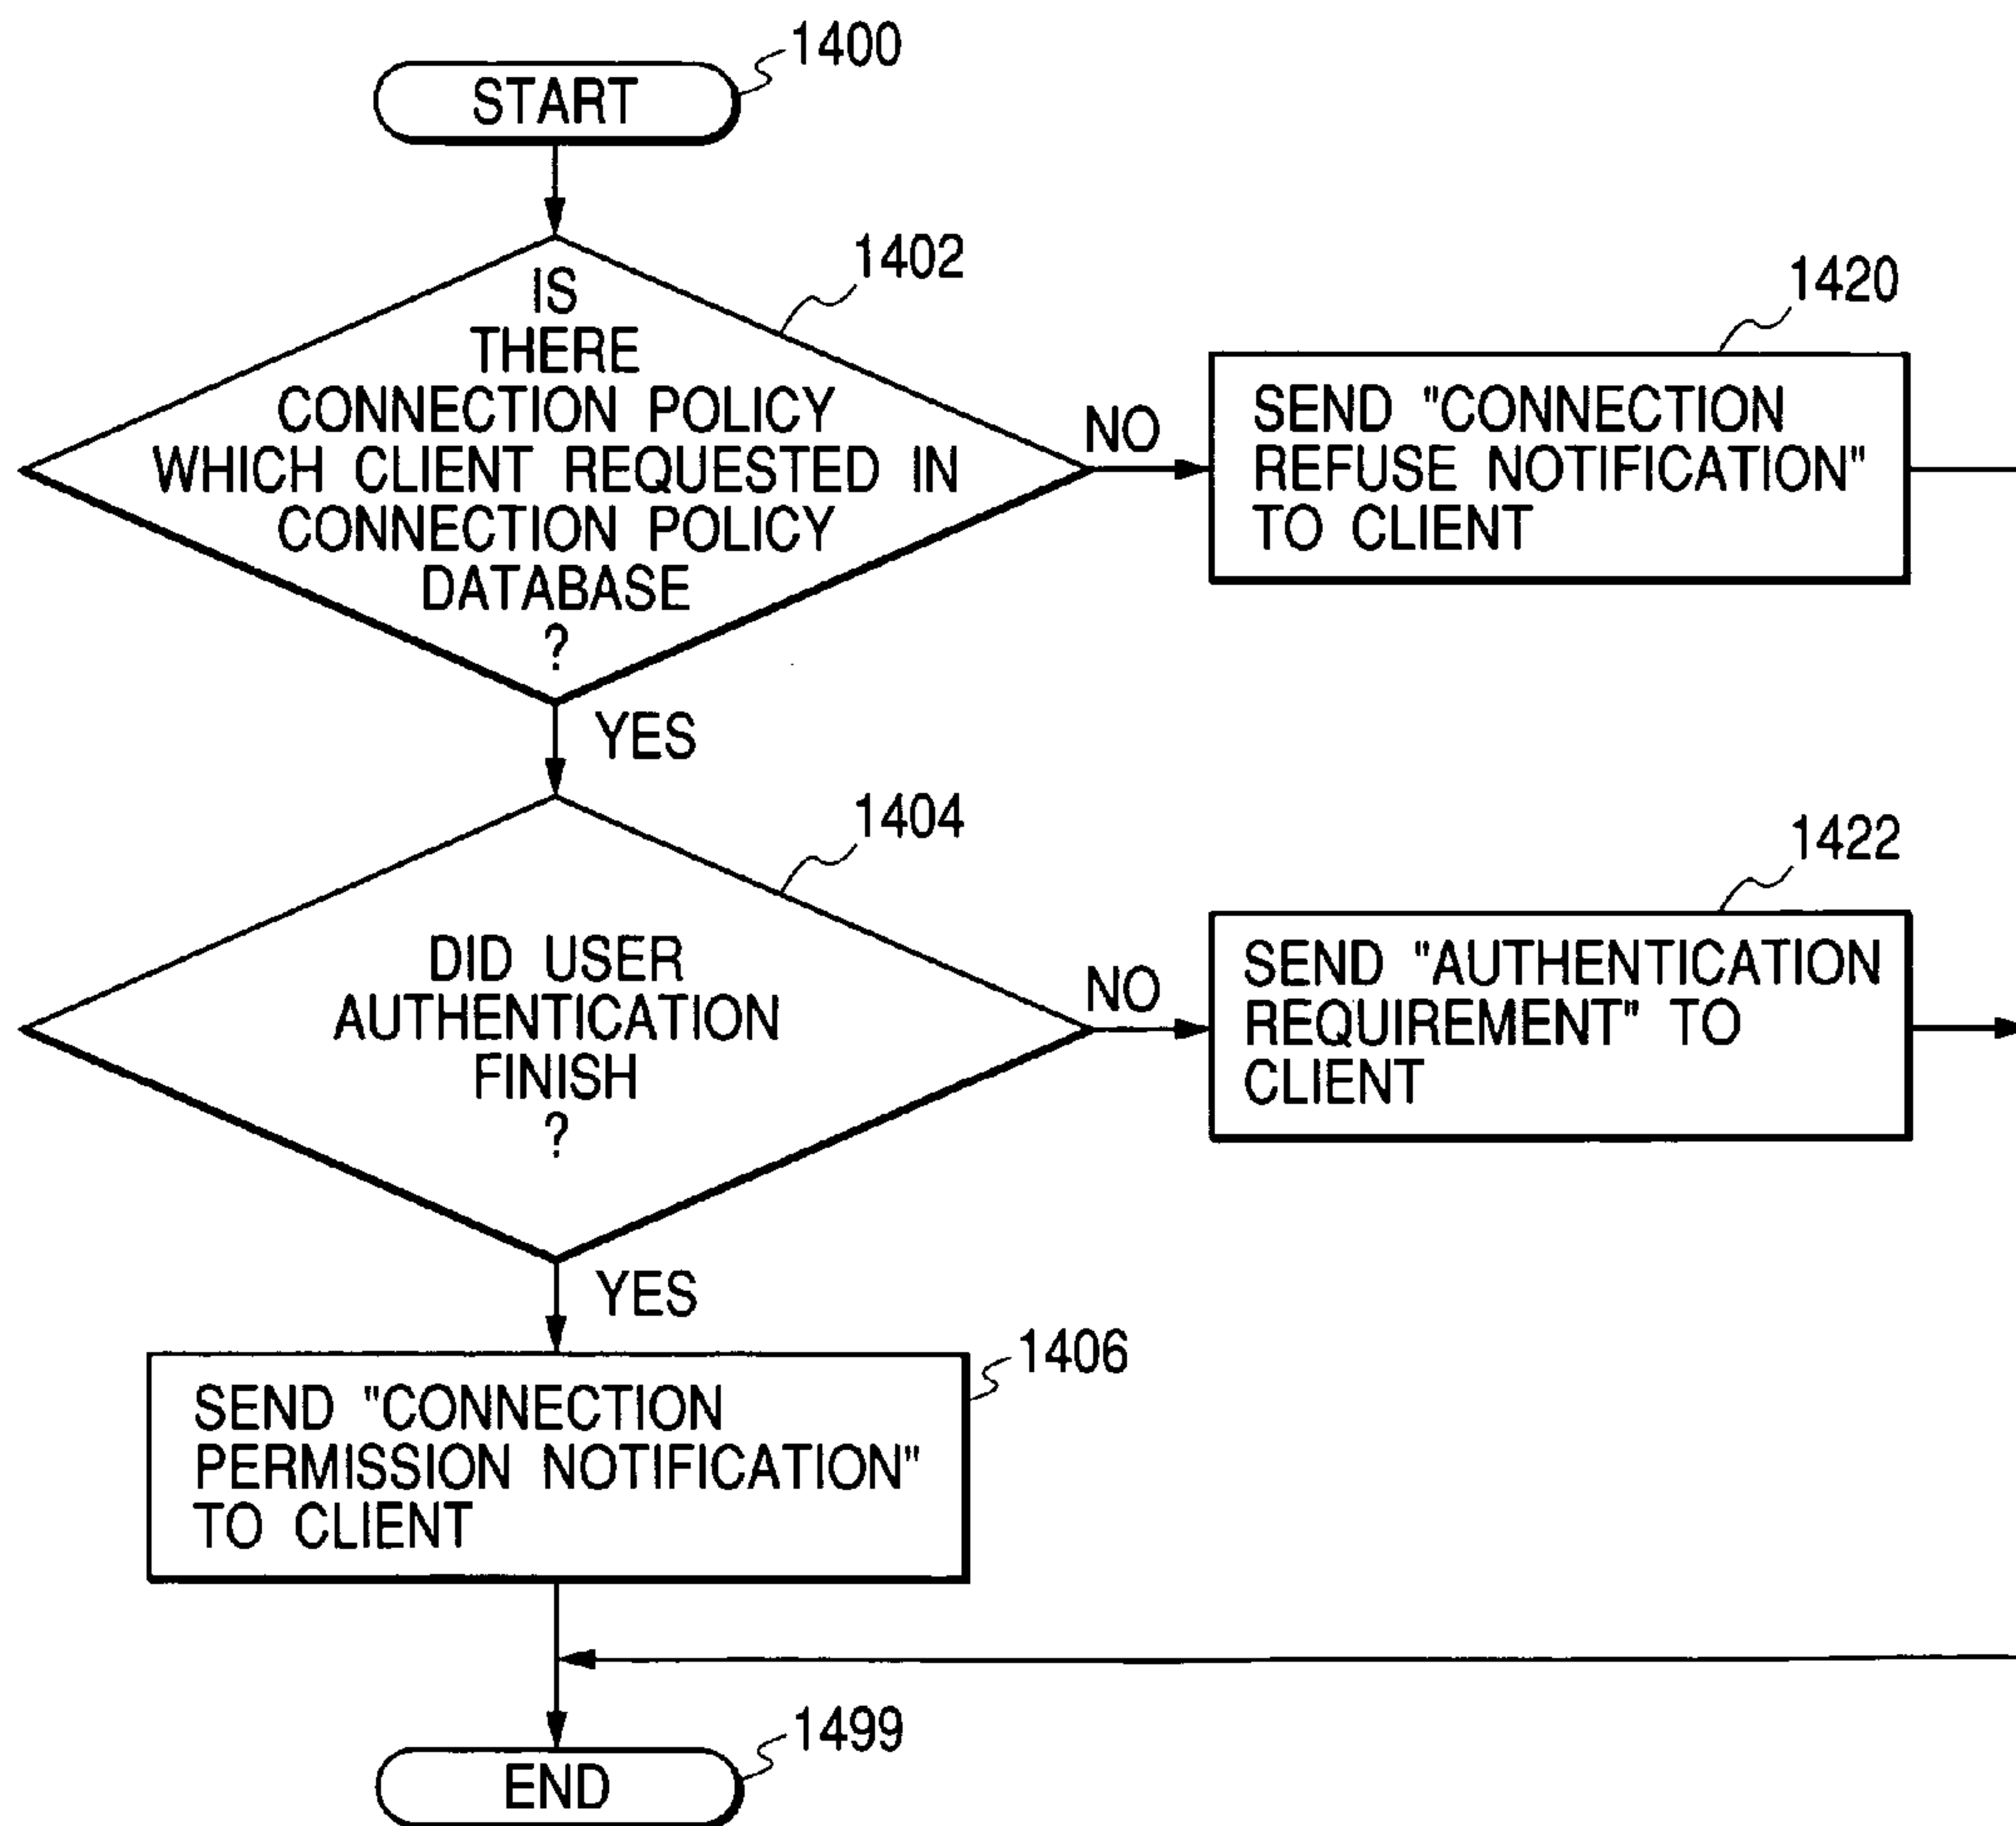 1400
START
1402
IS
THERE
CONNECTION POLICY
WHICH CLIENT REQUESTED IN
CONNECTION POLICY
DATABASE
?
NO
1420
SEND "CONNECTION
REFUSE NOTIFICATION"
TO CLIENT
YES
1404
DID USER
AUTHENTICATION
FINISH
?
NO
1422
SEND "AUTHENTICATION
REQUIREMENT" TO
CLIENT
YES
1406
SEND "CONNECTION
PERMISSION NOTIFICATION"
TO CLIENT
1499
END